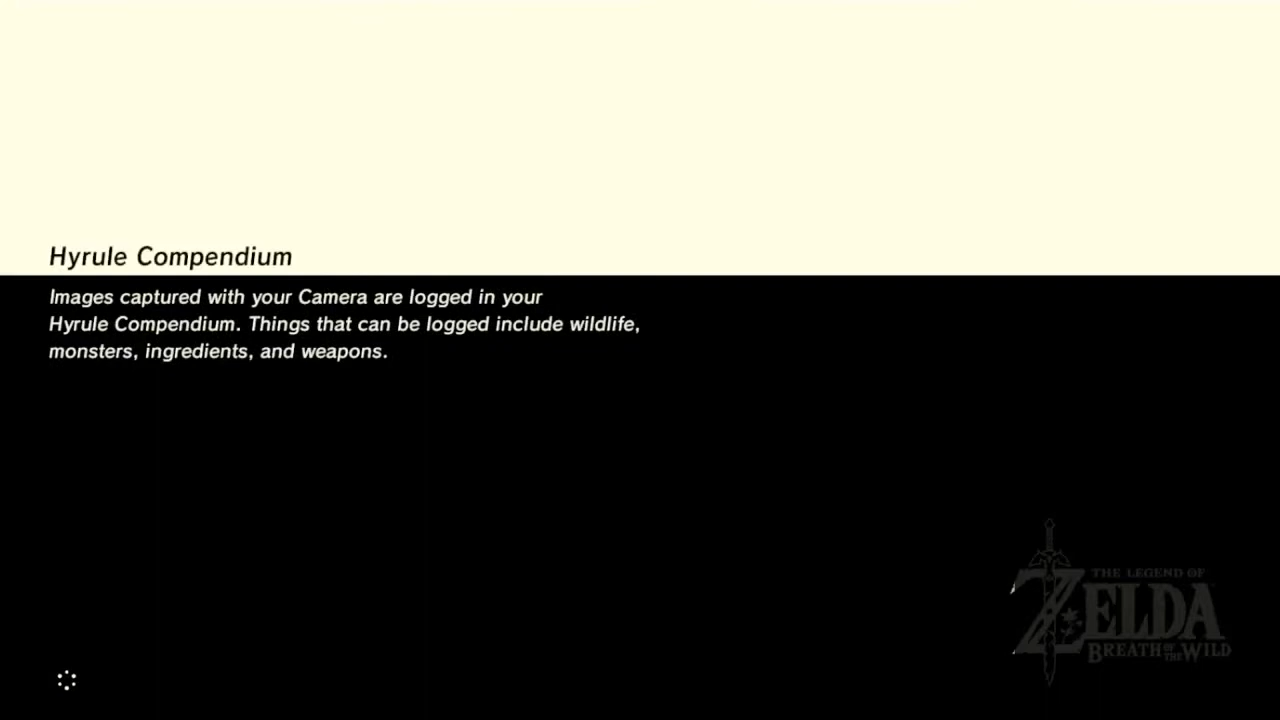 Hyrule Compendium
Images captured with your Camera are logged in your
Hyrule Compendium. Things that can be logged include wildlife,
monsters, ingredients, and weapons.
THE LEGEND OF
ZELDA
BREATH OF THE WILD